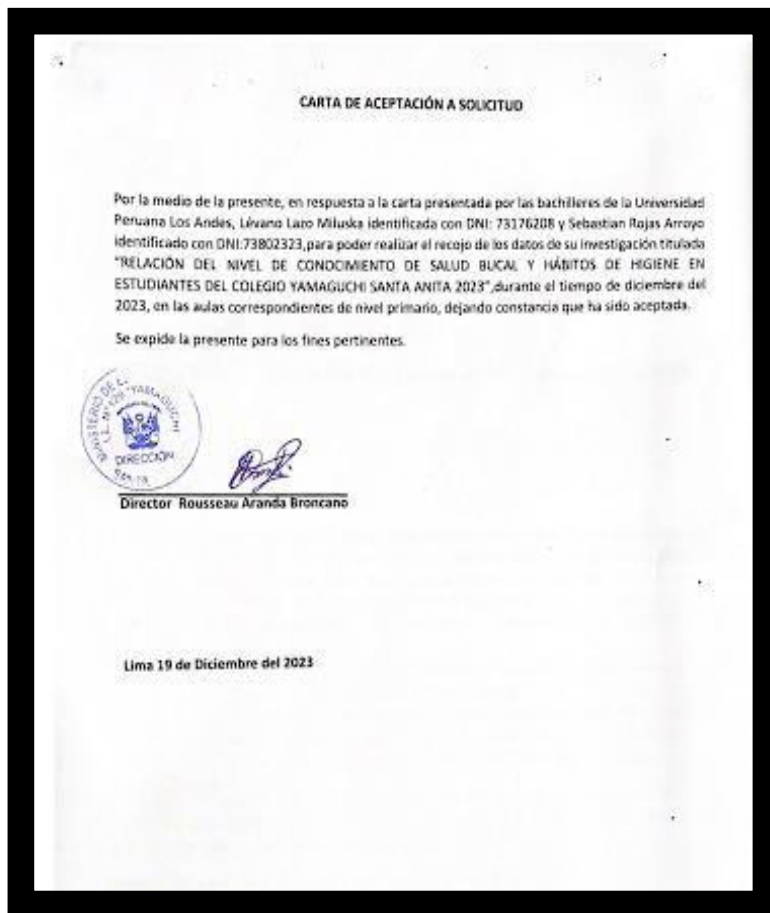 CARTA DE ACEPTACIÓN A SOLICITUD
Por la medio de la presente, en respuesta a la carta presentada por las bachilleres de la Universidad
Peruana Los Andes, Lévano Lazo Miluska identificada con DNI: 73176208 y Sebastian Rojas Arroyo
identificado con DNI:73802323,para poder realizar el recojo de los datos de su investigación titulada
"RELACIÓN DEL NIVEL DE CONOCIMIENTO DE SALUD BUCAL Y HÁBITOS DE HIGIENE EN
ESTUDIANTES DEL COLEGIO YAMAGUCHI SANTA ANITA 2023",durante el tiempo de diciembre del
2023, en las aulas correspondientes de nivel primario, dejando constancia que ha sido aceptada.
Se expide la presente para los fines pertinentes.
MINISTERIO DE
I.E. N° 129 "YAMAGUCHI
DIRECCIÓN
Director Rousseau Aranda Broncano
Lima 19 de Diciembre del 2023